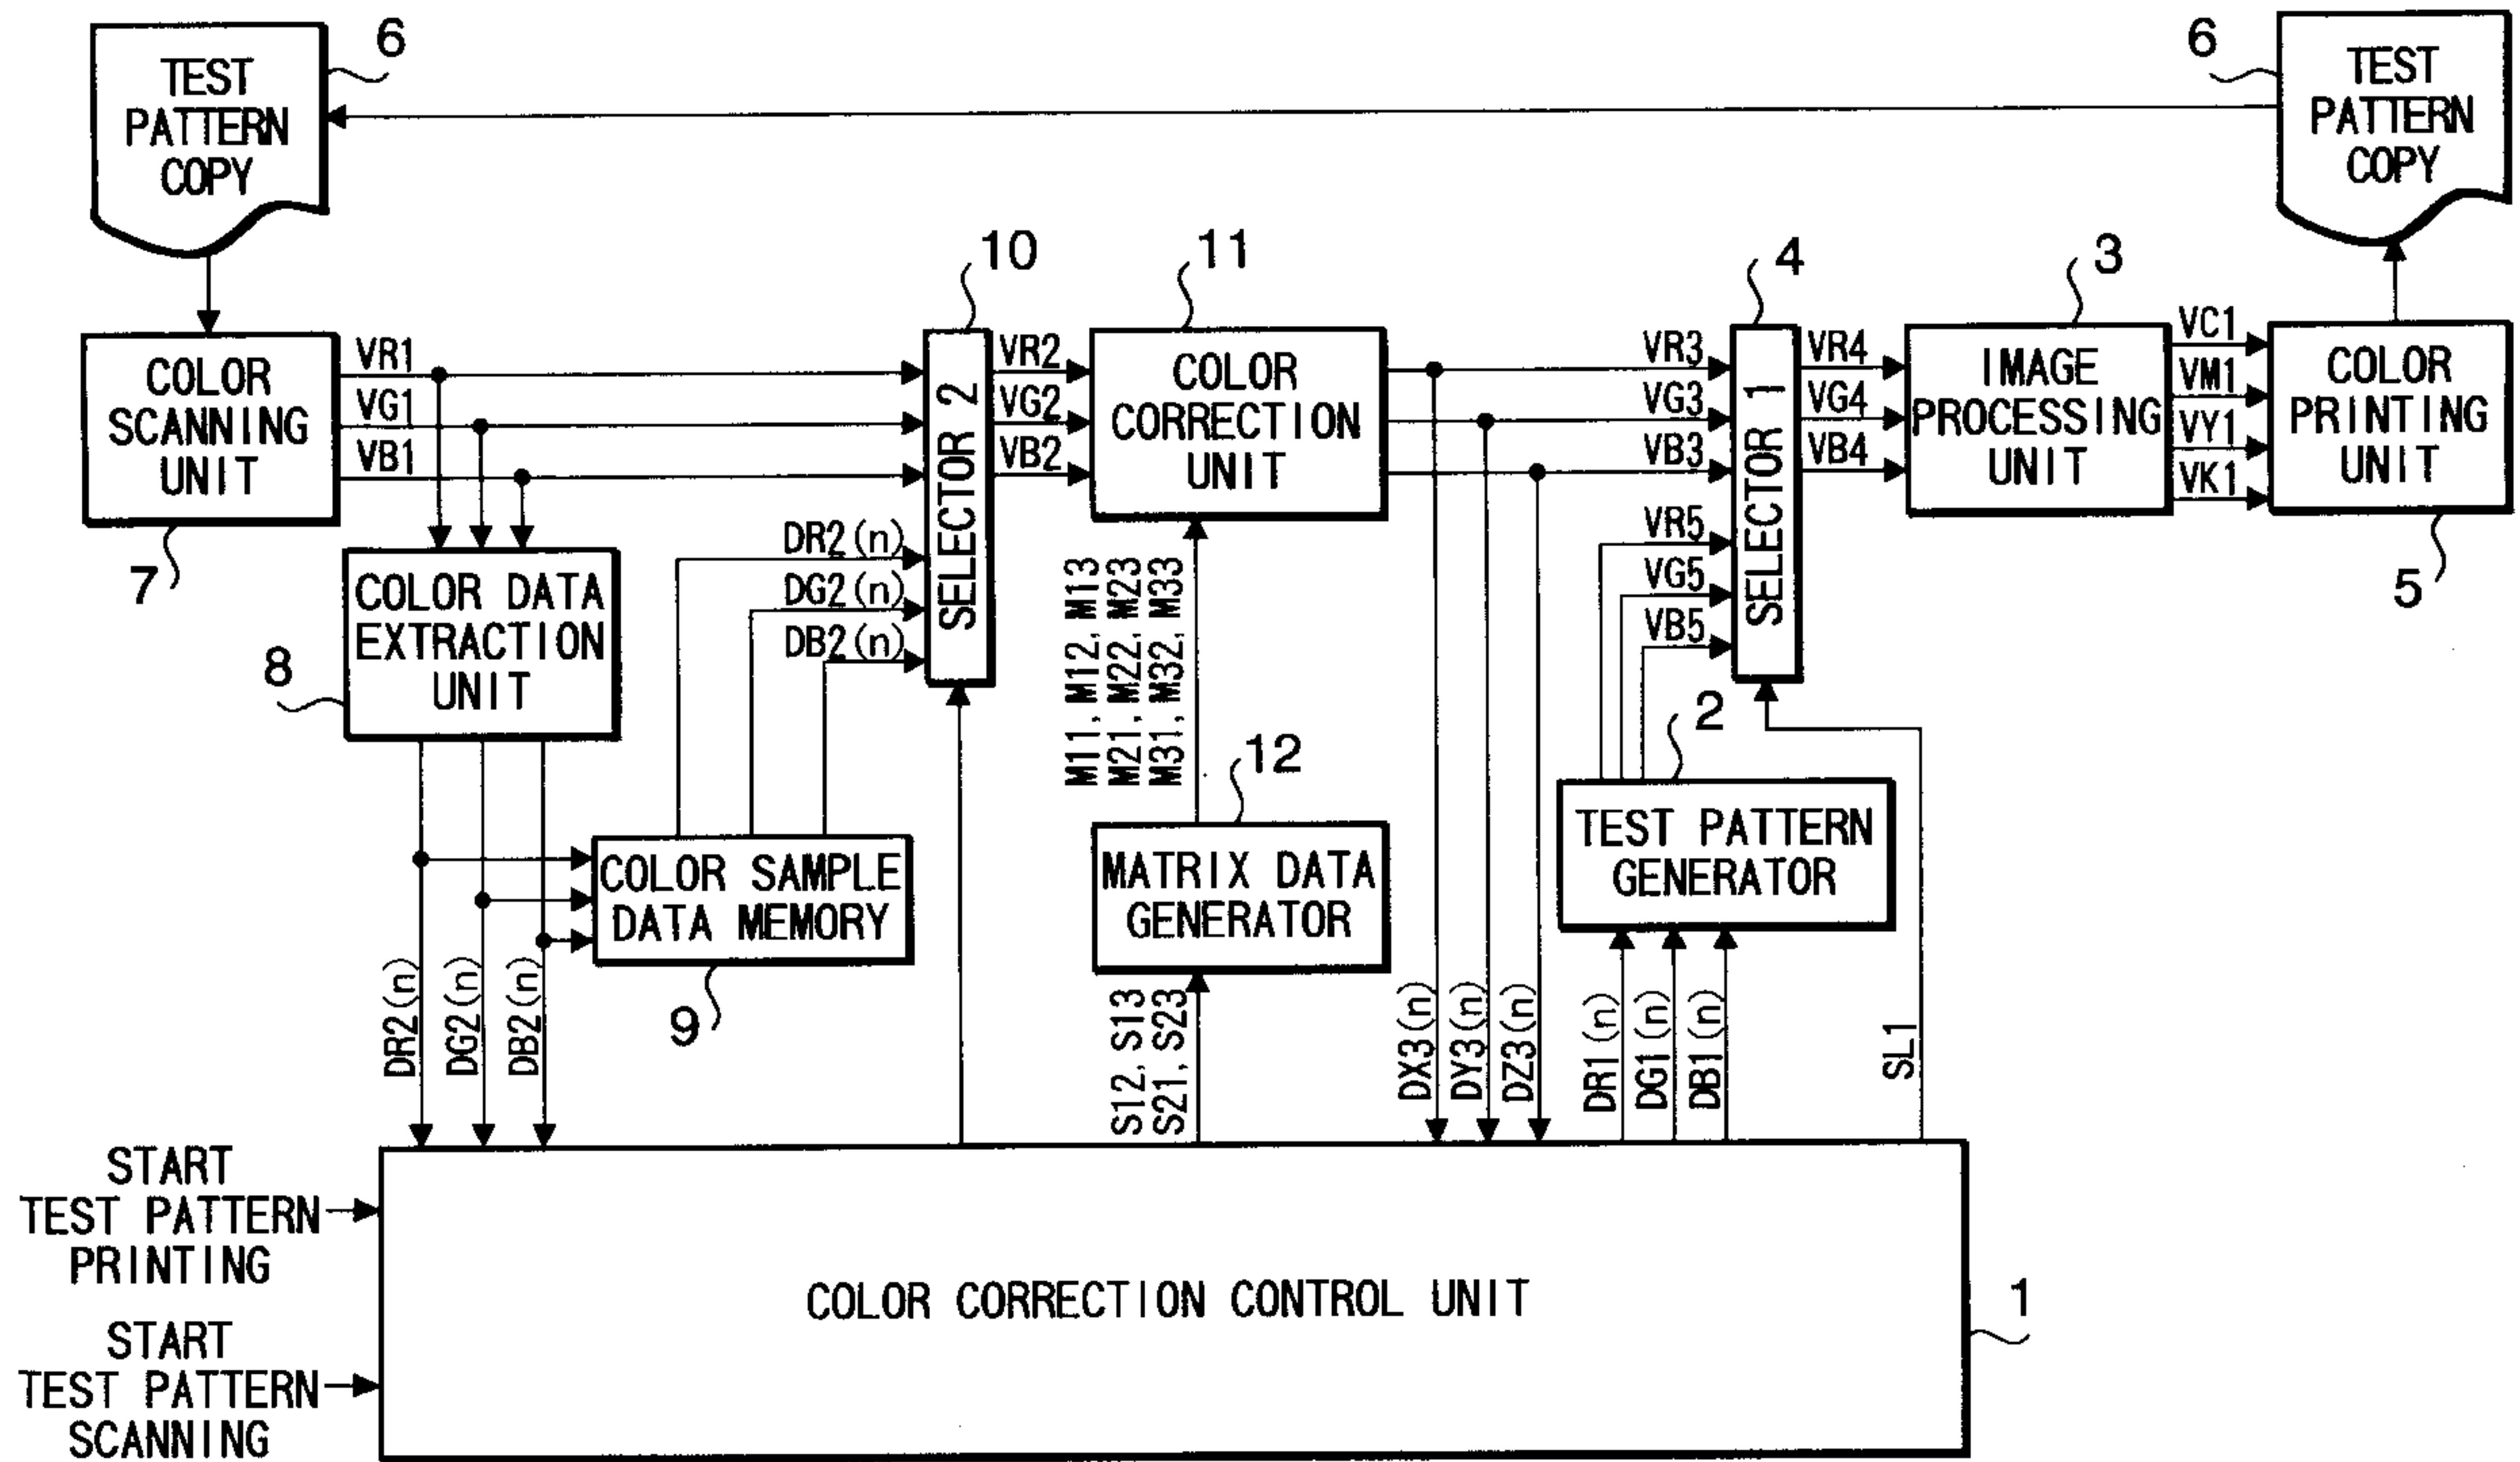 6
TEST
PATTERN
COPY
6
TEST
PATTERN
COPY
10
11
4
3
COLOR
SCANNING
UNIT
7
VR1
VG1
VB1
SELECTOR 2
VR2
VG2
VB2
COLOR
CORRECTION
UNIT
VR3
VG3
VB3
SELECTOR 1
VR4
VG4
VB4
IMAGE
PROCESSING
UNIT
VC1
VM1
VY1
VK1
COLOR
PRINTING
UNIT
5
COLOR DATA
EXTRACTION
UNIT
8
DR2(n)
DG2(n)
DB2(n)
M11, M12, M13
M21, M22, M23
M31, M32, M33
VR5
VG5
VB5
2
12
COLOR SAMPLE
DATA MEMORY
9
MATRIX DATA
GENERATOR
TEST PATTERN
GENERATOR
DR2(n)
DG2(n)
DB2(n)
S12, S13
S21, S23
DX3(n)
DY3(n)
DZ3(n)
DR1(n)
DG1(n)
DB1(n)
SL1
START
TEST PATTERN
PRINTING
START
TEST PATTERN
SCANNING
COLOR CORRECTION CONTROL UNIT
1